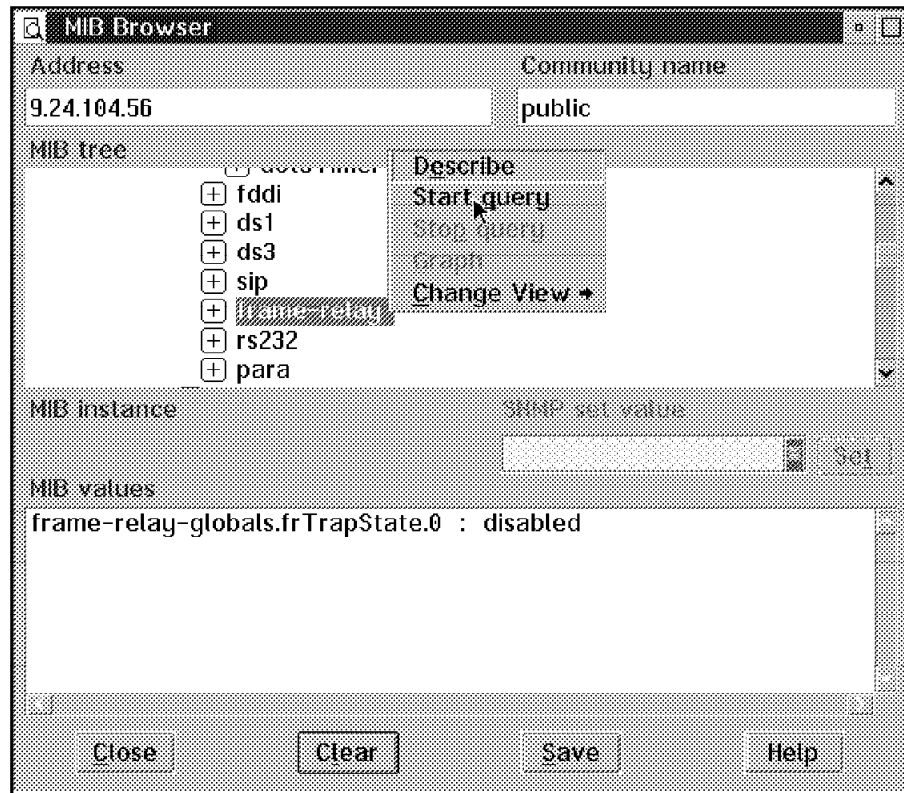 MIB Browser
Address
Community name
9.24.104.56
public
MIB tree
Describe
fddi
Start query
ds1
Stop query
ds3
Graph
sip
Change View
frame-relay
rs232
para
MIB instance
SNMP set value
Set
MIB values
frame-relay-globals.frTrapState.0 : disabled
Close
Clear
Save
Help